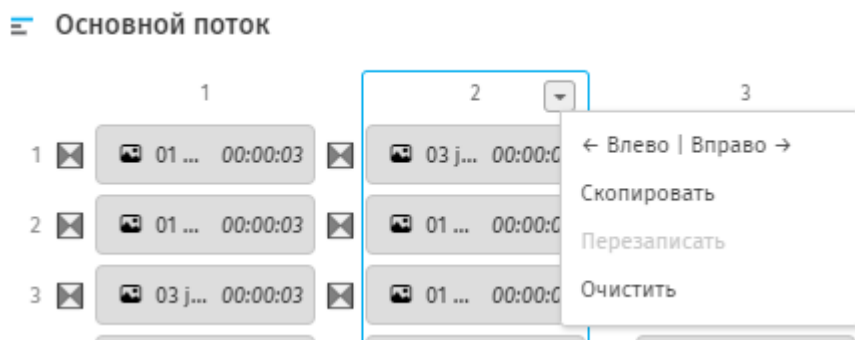 Основной поток
1 2 3
1 01 ... 00:00:03 03 j... 00:00:0
2 01 ... 00:00:03 01 ... 00:00:0
3 03 j... 00:00:03 01 ... 00:00:0
← Влево | Вправо →
Скопировать
Перезаписать
Очистить